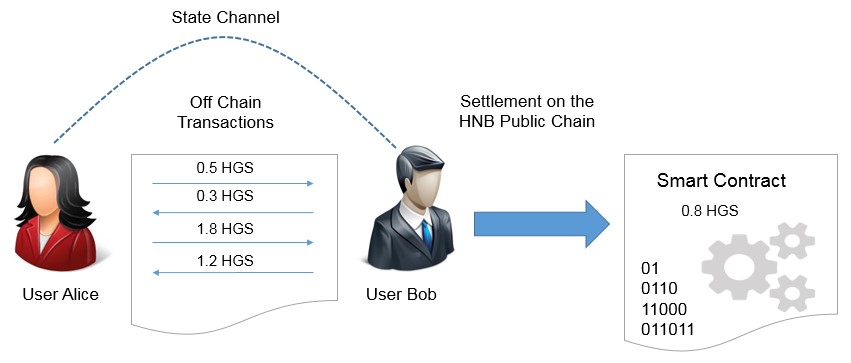 State Channel
Off Chain
Transactions
Settlement on the
HNB Public Chain
0.5 HGS
0.3 HGS
1.8 HGS
1.2 HGS
User Alice
User Bob
Smart Contract
0.8 HGS
01
0110
11000
011011